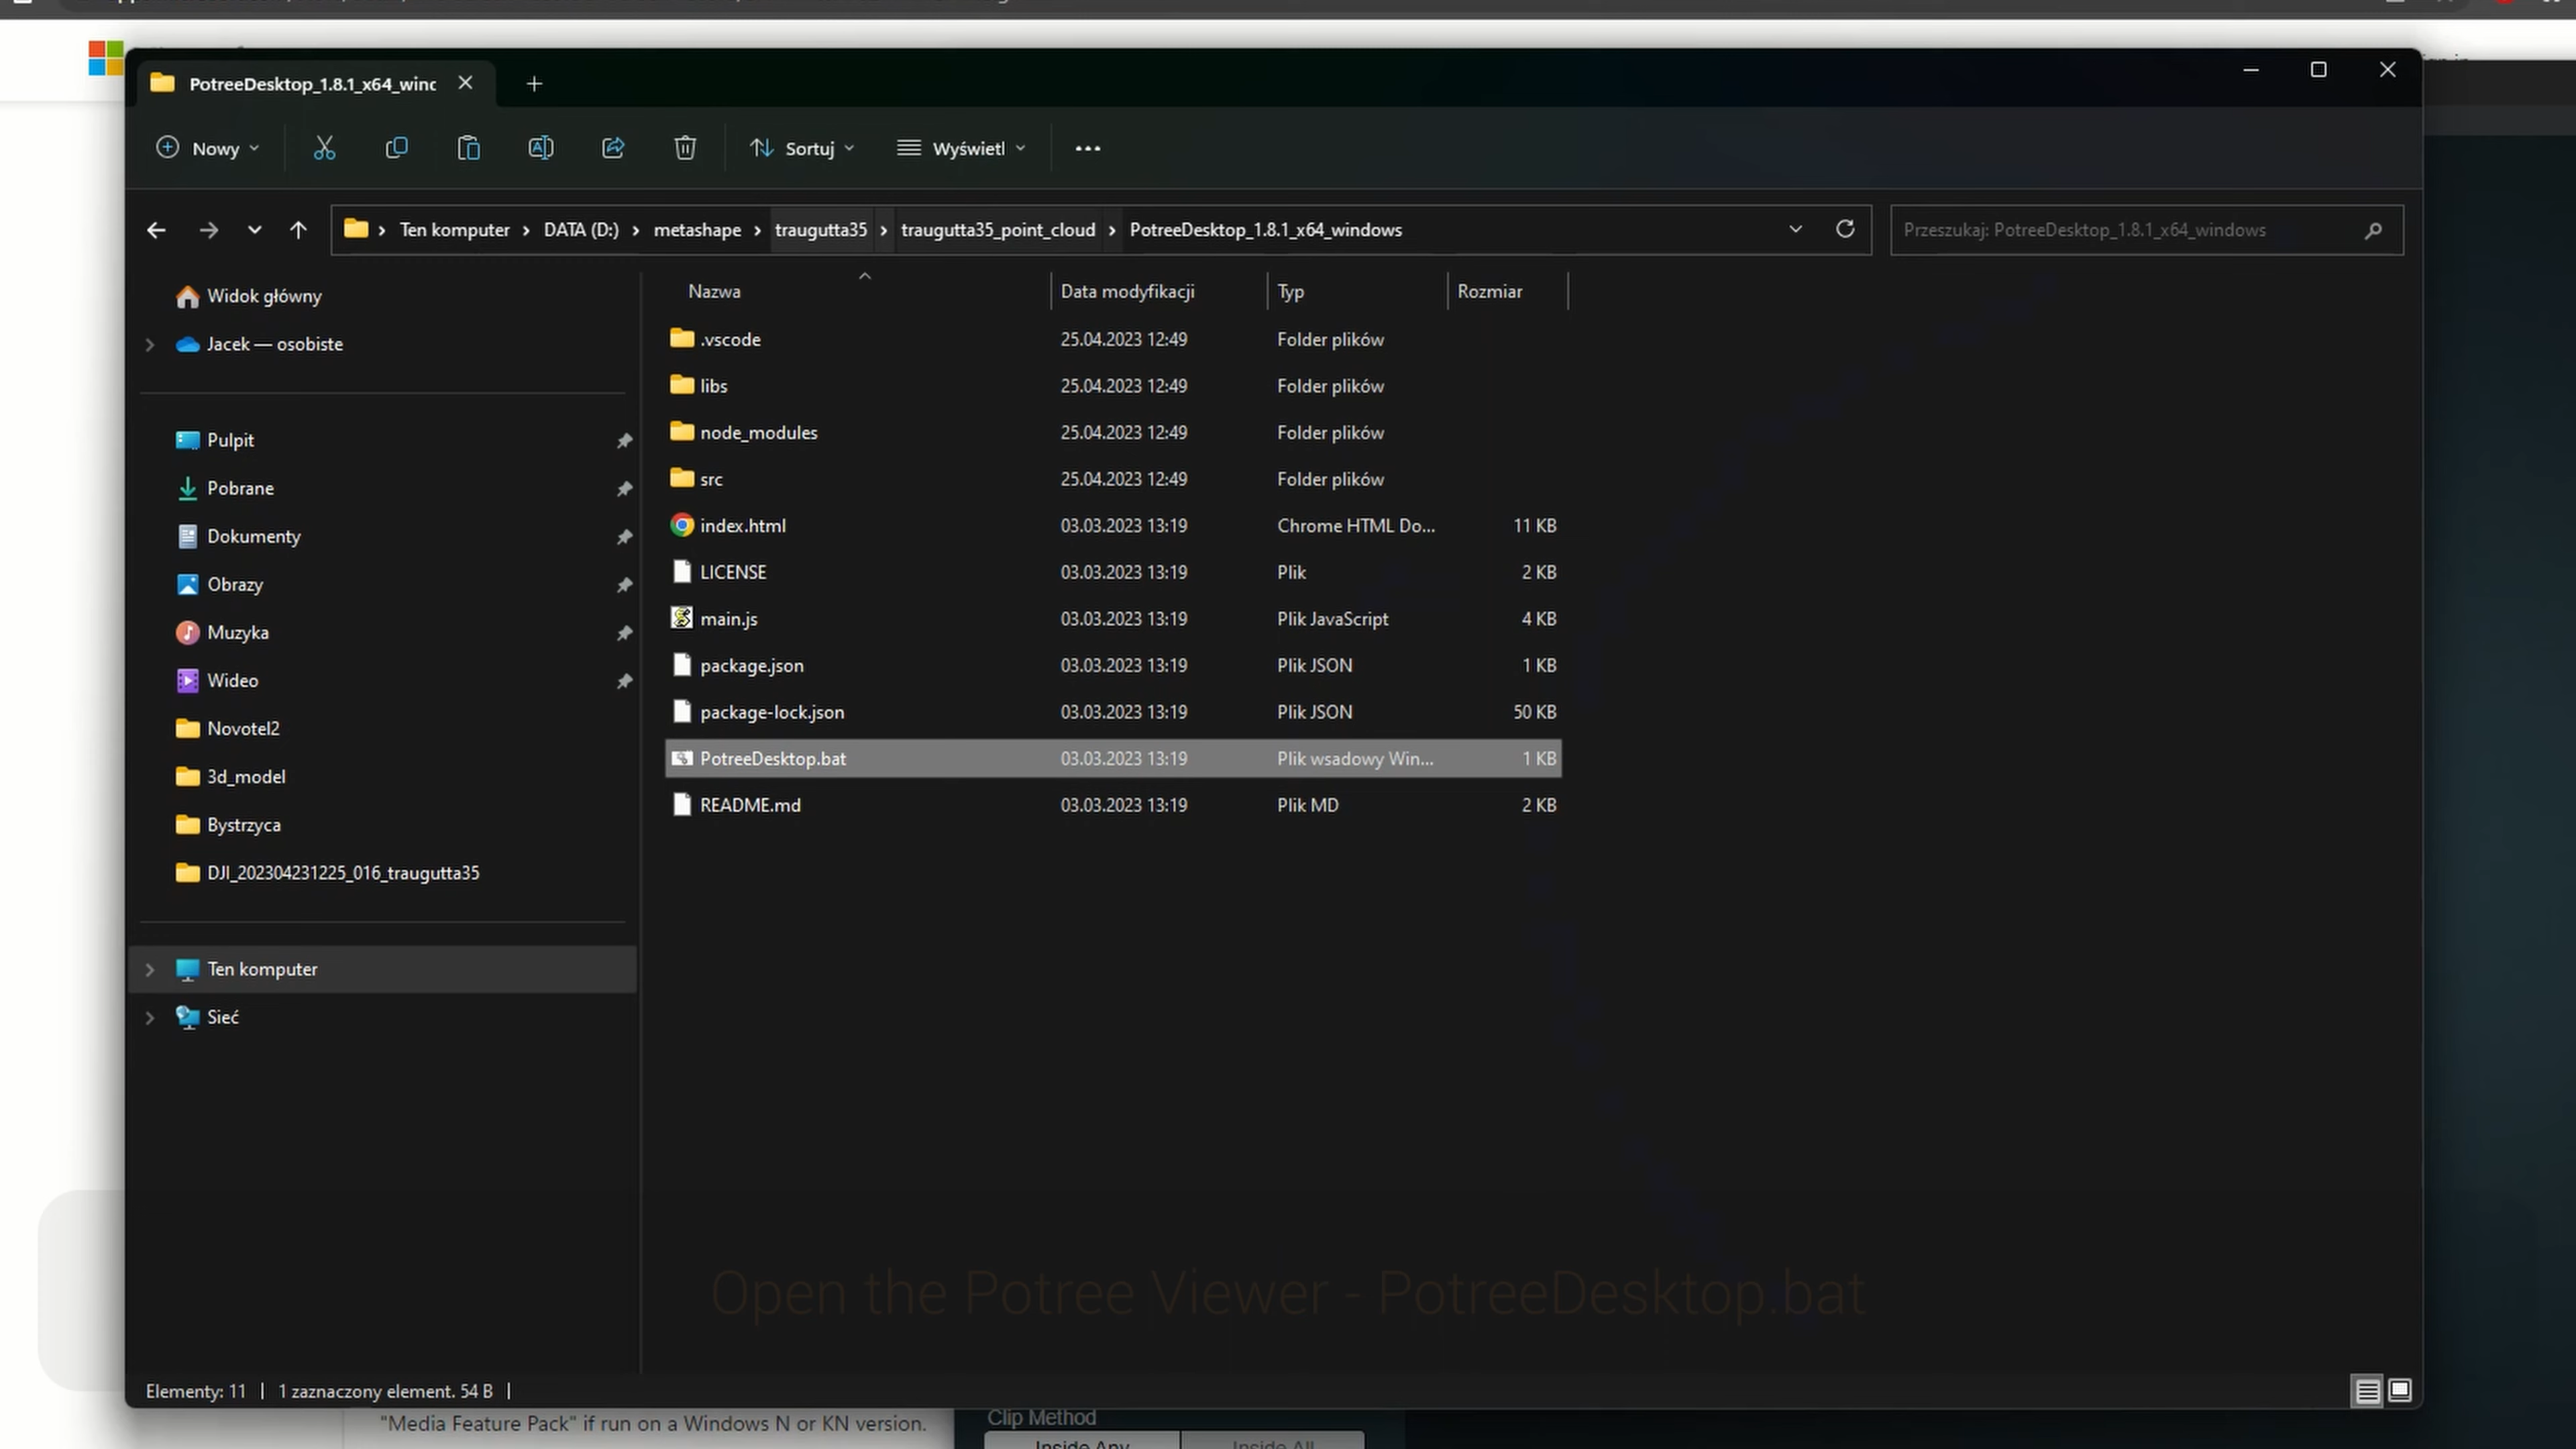 PotreeDesktop_1.8.1_x64_winc
Nowy
Sortuj
Wyświetl
Ten komputer
DATA (D:)
metashape
traugutta35
traugutta35_point_cloud
PotreeDesktop_1.8.1_x64_windows
Przeszukaj: PotreeDesktop_1.8.1_x64_windows
Widok główny
Jacek — osobiste
Pulpit
Pobrane
Dokumenty
Obrazy
Muzyka
Wideo
Novotel2
3d_model
Bystrzyca
DJI_202304231225_016_traugutta35
Ten komputer
Sieć
Nazwa Data modyfikacji Typ Rozmiar
.vscode 25.04.2023 12:49 Folder plików
libs 25.04.2023 12:49 Folder plików
node_modules 25.04.2023 12:49 Folder plików
src 25.04.2023 12:49 Folder plików
index.html 03.03.2023 13:19 Chrome HTML Do... 11 KB
LICENSE 03.03.2023 13:19 Plik 2 KB
main.js 03.03.2023 13:19 Plik JavaScript 4 KB
package.json 03.03.2023 13:19 Plik JSON 1 KB
package-lock.json 03.03.2023 13:19 Plik JSON 50 KB
PotreeDesktop.bat 03.03.2023 13:19 Plik wsadowy Win... 1 KB
README.md 03.03.2023 13:19 Plik MD 2 KB
Open the Potree Viewer - PotreeDesktop.bat
Elementy: 11 | 1 zaznaczony element. 54 B |
"Media Feature Pack" if run on a Windows N or KN version.
Clip Method
Inside Any Inside All